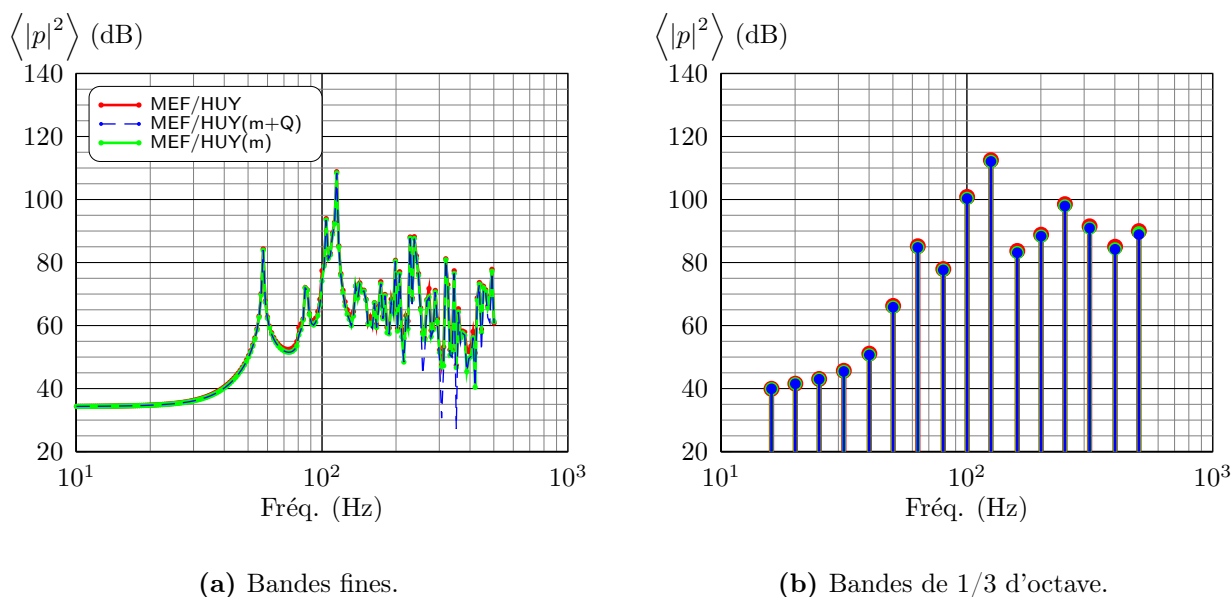 ⟨|p|²⟩ (dB)
140
120
100
80
60
40
20
10¹
10²
10³
Fréq. (Hz)
MEF/HUY
MEF/HUY(m+Q)
MEF/HUY(m)
(a) Bandes fines.
⟨|p|²⟩ (dB)
140
120
100
80
60
40
20
10¹
10²
10³
Fréq. (Hz)
(b) Bandes de 1/3 d'octave.